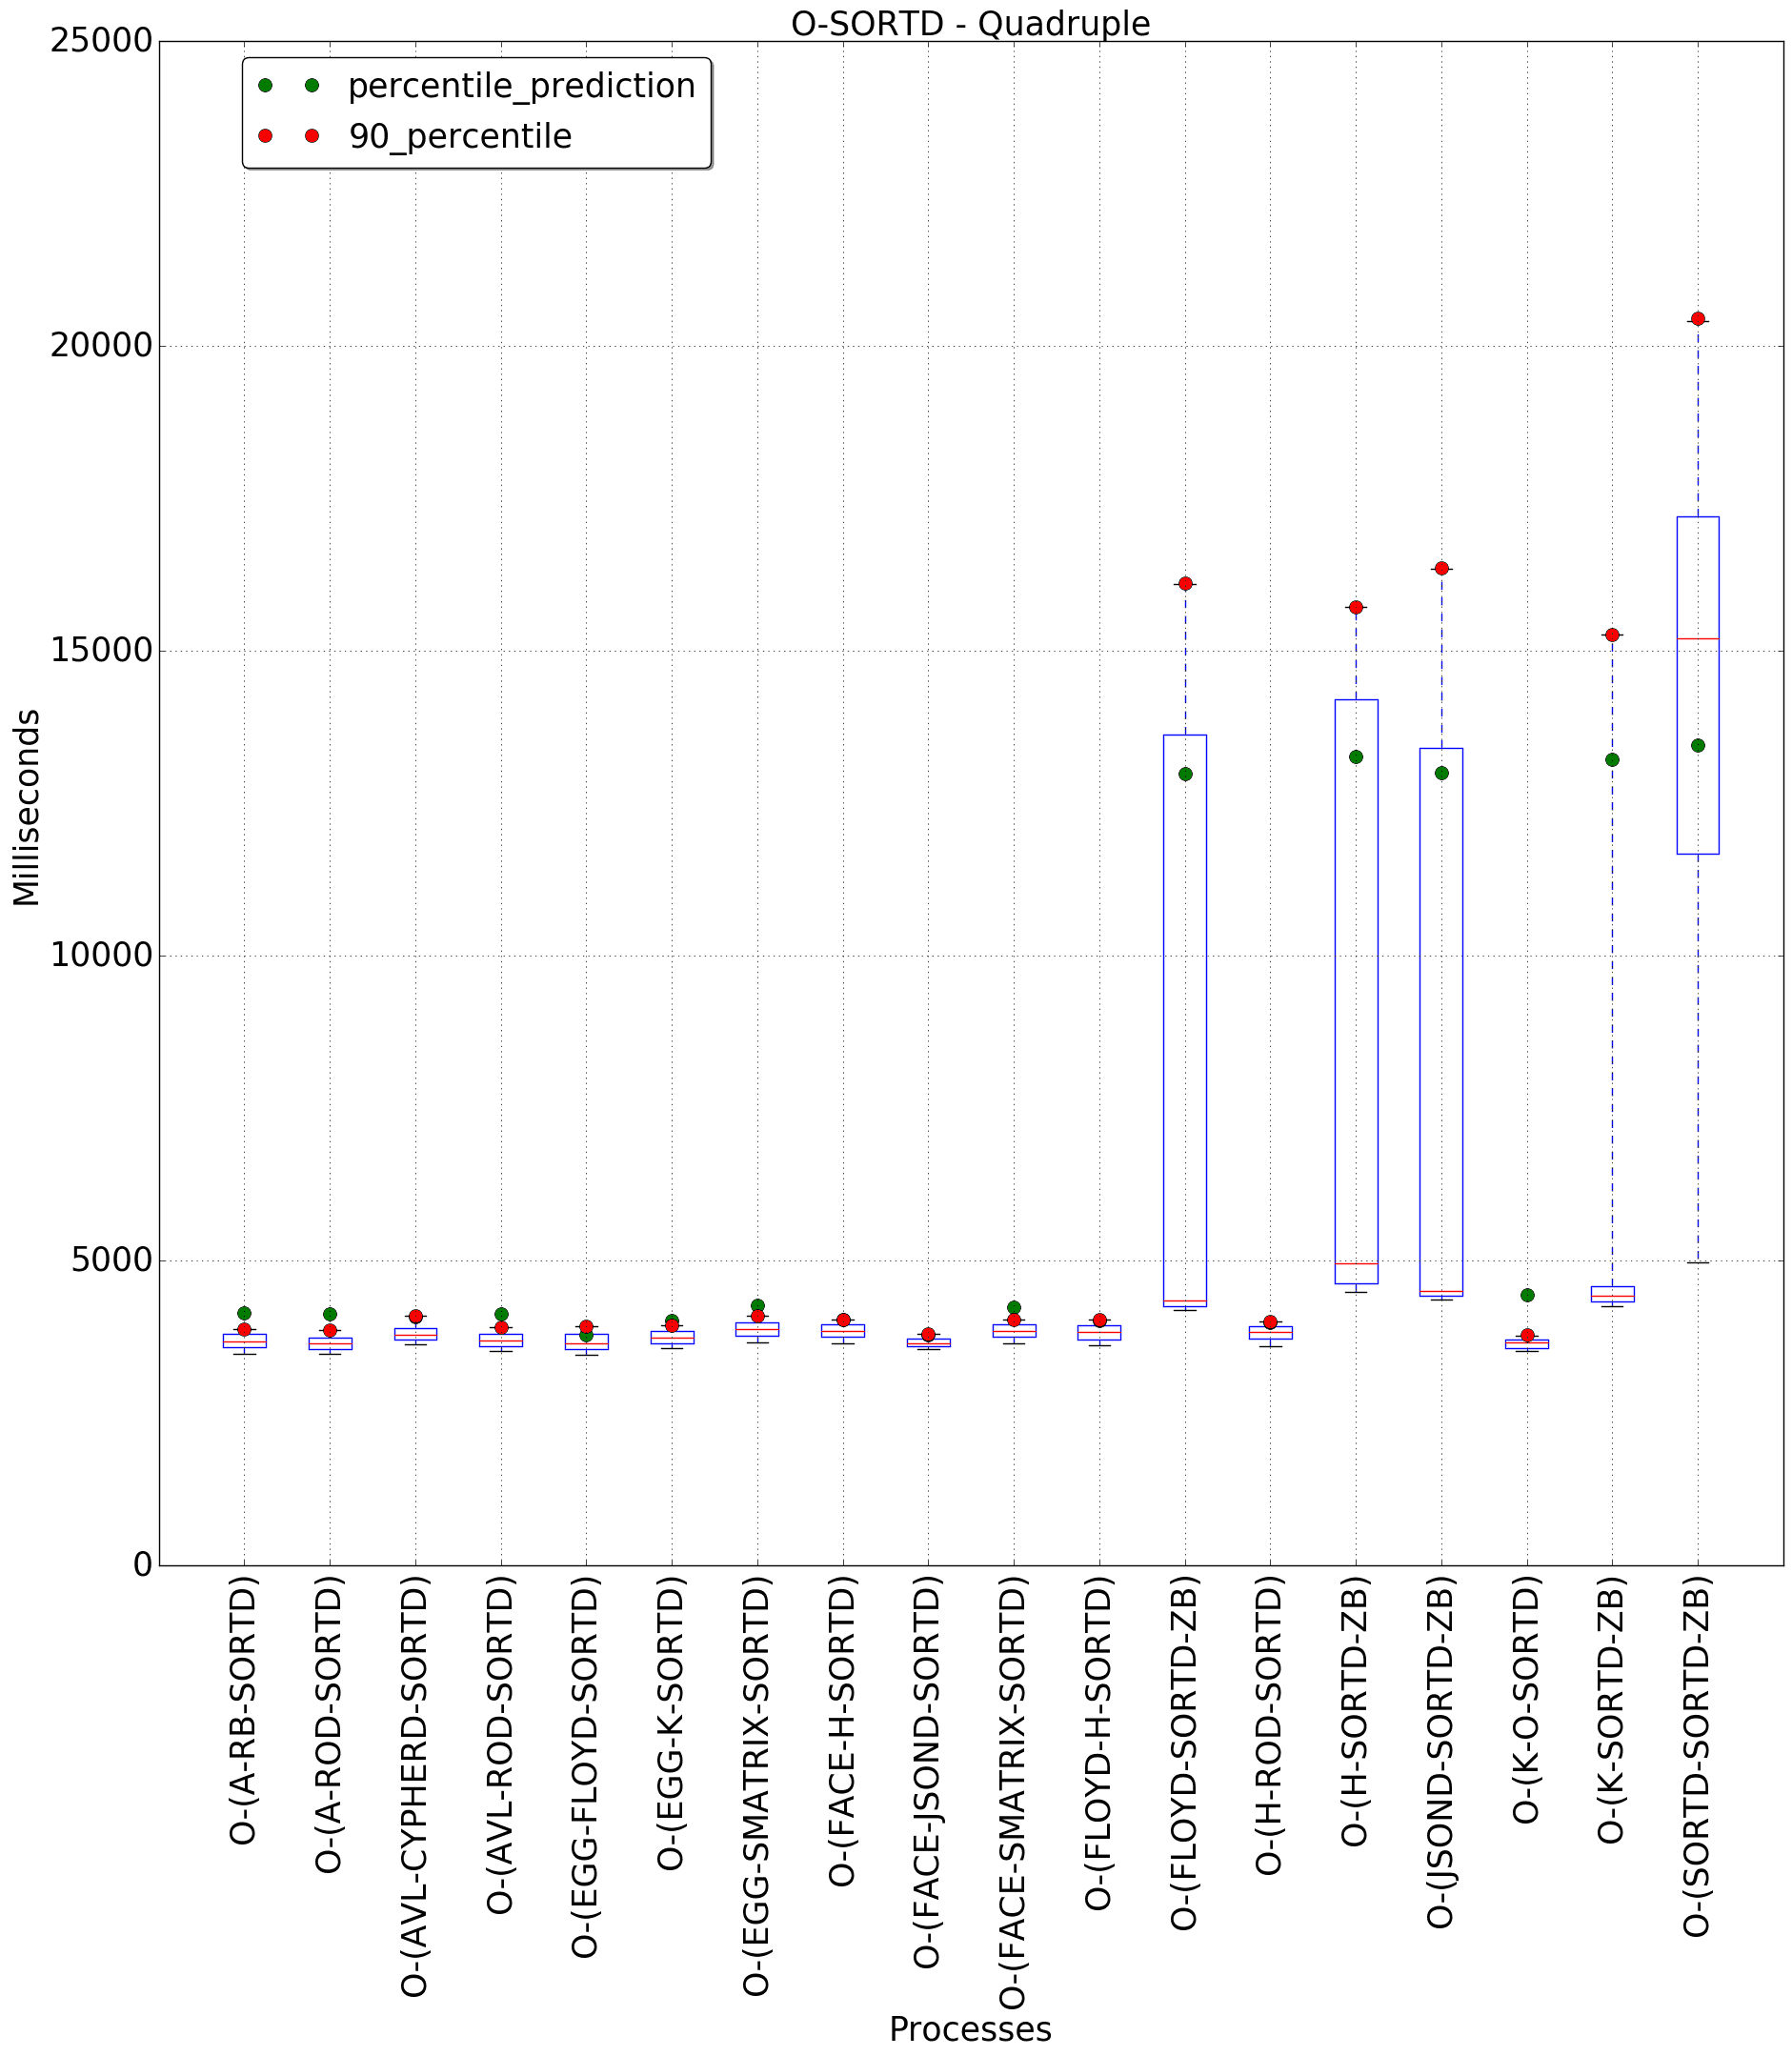 O-SORTD - Quadruple
percentile_prediction
90_percentile
25000
20000
15000
10000
5000
0
Milliseconds
O-(A-RB-SORTD)
O-(A-ROD-SORTD)
O-(AVL-CYPHERD-SORTD)
O-(AVL-ROD-SORTD)
O-(EGG-FLOYD-SORTD)
O-(EGG-K-SORTD)
O-(EGG-SMATRIX-SORTD)
O-(FACE-H-SORTD)
O-(FACE-JSOND-SORTD)
O-(FACE-SMATRIX-SORTD)
O-(FLOYD-H-SORTD)
O-(FLOYD-SORTD-ZB)
O-(H-ROD-SORTD)
O-(H-SORTD-ZB)
O-(JSOND-SORTD-ZB)
O-(K-O-SORTD)
O-(K-SORTD-ZB)
O-(SORTD-SORTD-ZB)
Processes